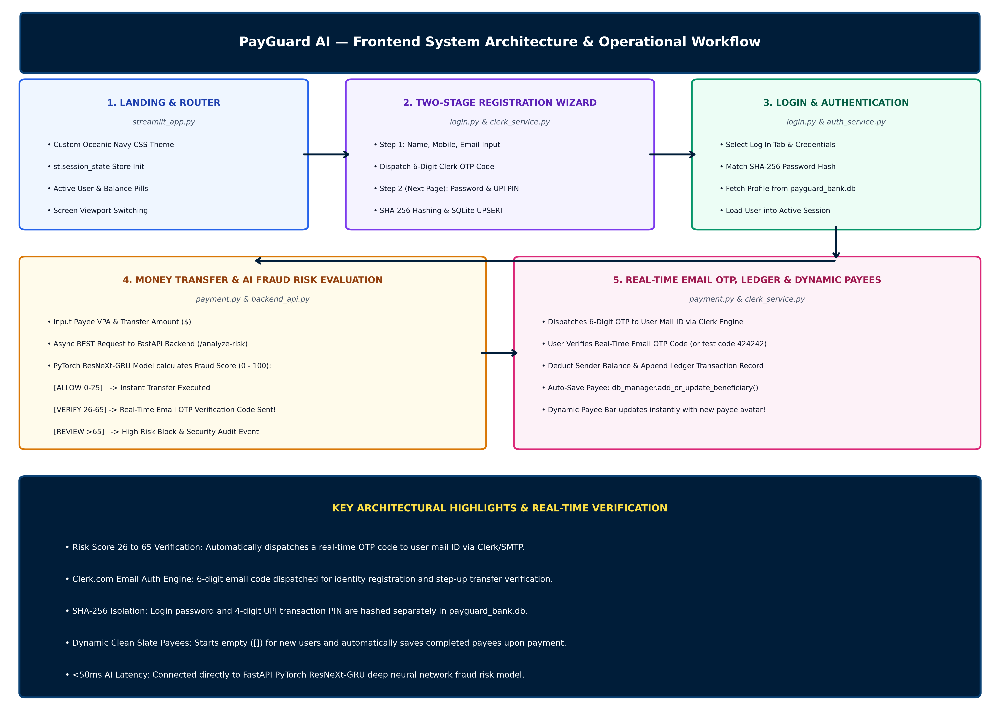 PayGuard AI — Frontend System Architecture & Operational Workflow
1. LANDING & ROUTER
streamlit_app.py
• Custom Oceanic Navy CSS Theme
• st.session_state Store Init
• Active User & Balance Pills
• Screen Viewport Switching
2. TWO-STAGE REGISTRATION WIZARD
login.py & clerk_service.py
• Step 1: Name, Mobile, Email Input
• Dispatch 6-Digit Clerk OTP Code
• Step 2 (Next Page): Password & UPI PIN
• SHA-256 Hashing & SQLite UPSERT
3. LOGIN & AUTHENTICATION
login.py & auth_service.py
• Select Log In Tab & Credentials
• Match SHA-256 Password Hash
• Fetch Profile from payguard_bank.db
• Load User into Active Session
4. MONEY TRANSFER & AI FRAUD RISK EVALUATION
payment.py & backend_api.py
• Input Payee VPA & Transfer Amount ($)
• Async REST Request to FastAPI Backend (/analyze-risk)
• PyTorch ResNeXt-GRU Model calculates Fraud Score (0 - 100):
[ALLOW 0-25]   -> Instant Transfer Executed
[VERIFY 26-65] -> Real-Time Email OTP Verification Code Sent!
[REVIEW >65]   -> High Risk Block & Security Audit Event
5. REAL-TIME EMAIL OTP, LEDGER & DYNAMIC PAYEES
payment.py & clerk_service.py
• Dispatches 6-Digit OTP to User Mail ID via Clerk Engine
• User Verifies Real-Time Email OTP Code (or test code 424242)
• Deduct Sender Balance & Append Ledger Transaction Record
• Auto-Save Payee: db_manager.add_or_update_beneficiary()
• Dynamic Payee Bar updates instantly with new payee avatar!
KEY ARCHITECTURAL HIGHLIGHTS & REAL-TIME VERIFICATION
• Risk Score 26 to 65 Verification: Automatically dispatches a real-time OTP code to user mail ID via Clerk/SMTP.
• Clerk.com Email Auth Engine: 6-digit email code dispatched for identity registration and step-up transfer verification.
• SHA-256 Isolation: Login password and 4-digit UPI transaction PIN are hashed separately in payguard_bank.db.
• Dynamic Clean Slate Payees: Starts empty ([]) for new users and automatically saves completed payees upon payment.
• <50ms AI Latency: Connected directly to FastAPI PyTorch ResNeXt-GRU deep neural network fraud risk model.